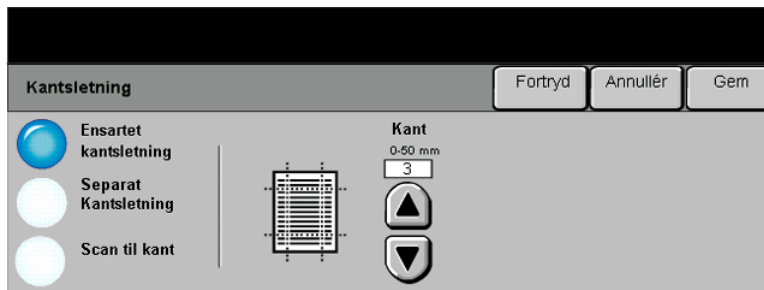 Kantsletning
Fortryd
Annullér
Gem
Ensartet
kantsletning
Separat
Kantsletning
Scan til kant
Kant
0-50 mm
3